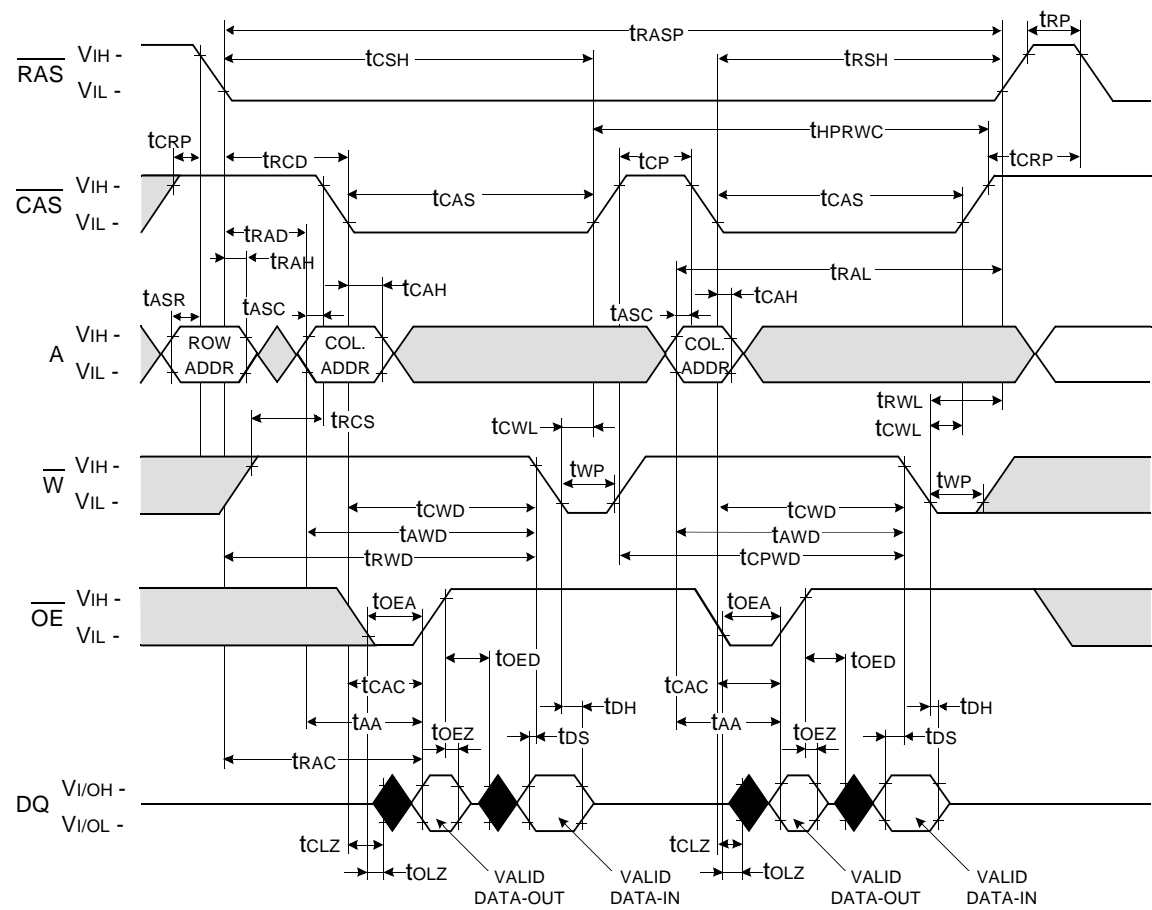 tRASP
tRP
tCSH
tRSH
RAS
VIH -
VIL -
tHPRWC
tCRP
tRCD
tCP
tCRP
CAS
VIH -
VIL -
tCAS
tCAS
tRAD
tRAH
tRAL
tASR
tASC
tCAH
tASC
tCAH
A
VIH -
VIL -
ROW
ADDR
COL.
ADDR
COL.
ADDR
tRCS
tCWL
tRWL
tCWL
W
VIH -
VIL -
tWP
tWP
tCWD
tCWD
tAWD
tAWD
tRWD
tCPWD
OE
VIH -
VIL -
tOEA
tOEA
tOED
tOED
tCAC
tCAC
tAA
tDH
tAA
tDH
tOEZ
tDS
tOEZ
tDS
tRAC
DQ
VI/OH -
VI/OL -
tCLZ
tCLZ
tOLZ
tOLZ
VALID
DATA-OUT
VALID
DATA-IN
VALID
DATA-OUT
VALID
DATA-IN